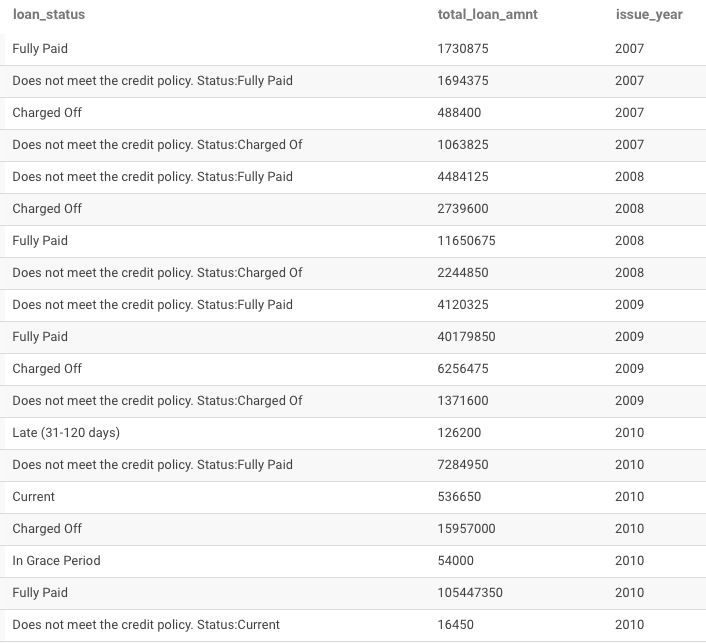 loan_status total_loan_amnt issue_year
Fully Paid 1730875 2007
Does not meet the credit policy. Status:Fully Paid 1694375 2007
Charged Off 488400 2007
Does not meet the credit policy. Status:Charged Of 1063825 2007
Does not meet the credit policy. Status:Fully Paid 4484125 2008
Charged Off 2739600 2008
Fully Paid 11650675 2008
Does not meet the credit policy. Status:Charged Of 2244850 2008
Does not meet the credit policy. Status:Fully Paid 4120325 2009
Fully Paid 40179850 2009
Charged Off 6256475 2009
Does not meet the credit policy. Status:Charged Of 1371600 2009
Late (31-120 days) 126200 2010
Does not meet the credit policy. Status:Fully Paid 7284950 2010
Current 536650 2010
Charged Off 15957000 2010
In Grace Period 54000 2010
Fully Paid 105447350 2010
Does not meet the credit policy. Status:Current 16450 2010